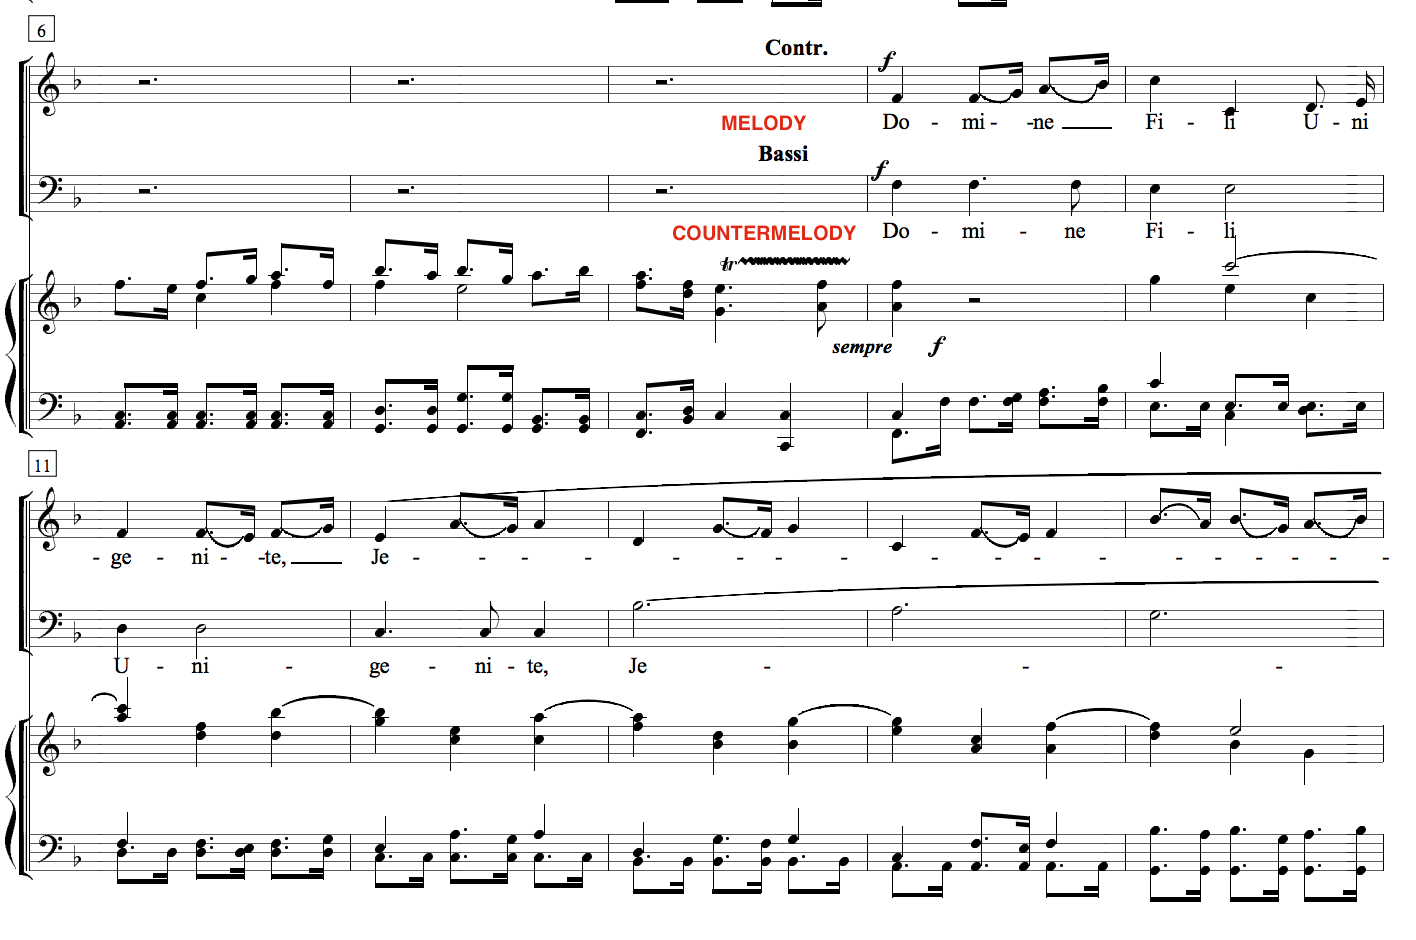 6
Contr.
f
MELODY
Do - mi - -ne Fi - li U - ni
Bassi
f
COUNTERMELODY
Do - mi - ne Fi - li
tr
sempre f
11
- ge - ni - -te, Je - - - - - - - - - - - - - -
U - ni - ge - ni - te, Je - - -